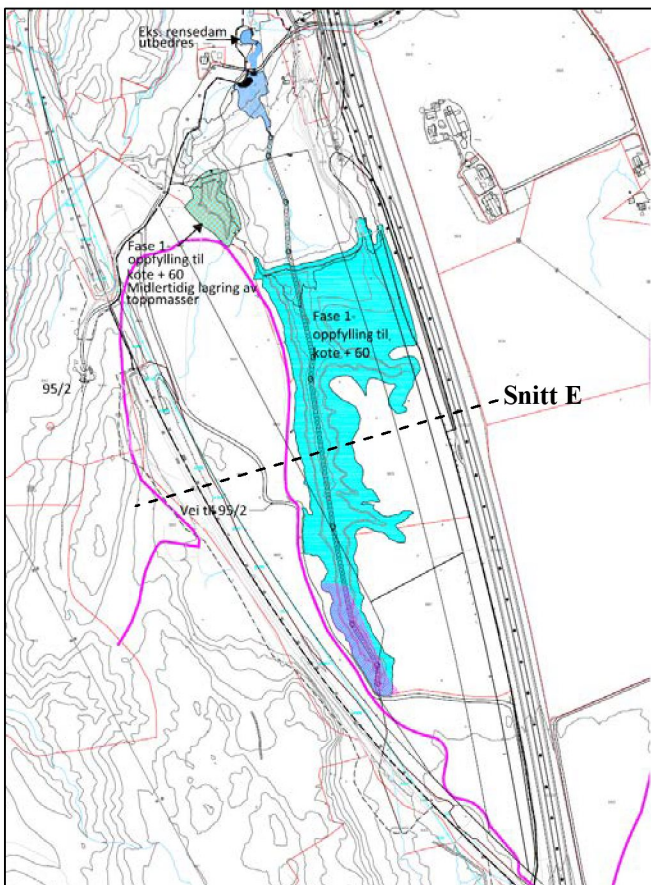 Eks. rensedam
utbedres
Fase 1-
oppfylling til
kote + 60
Midlertidig lagring av
toppmasser
Fase 1-
oppfylling til
kote + 60
95/2
Snitt E
Vei til 95/2